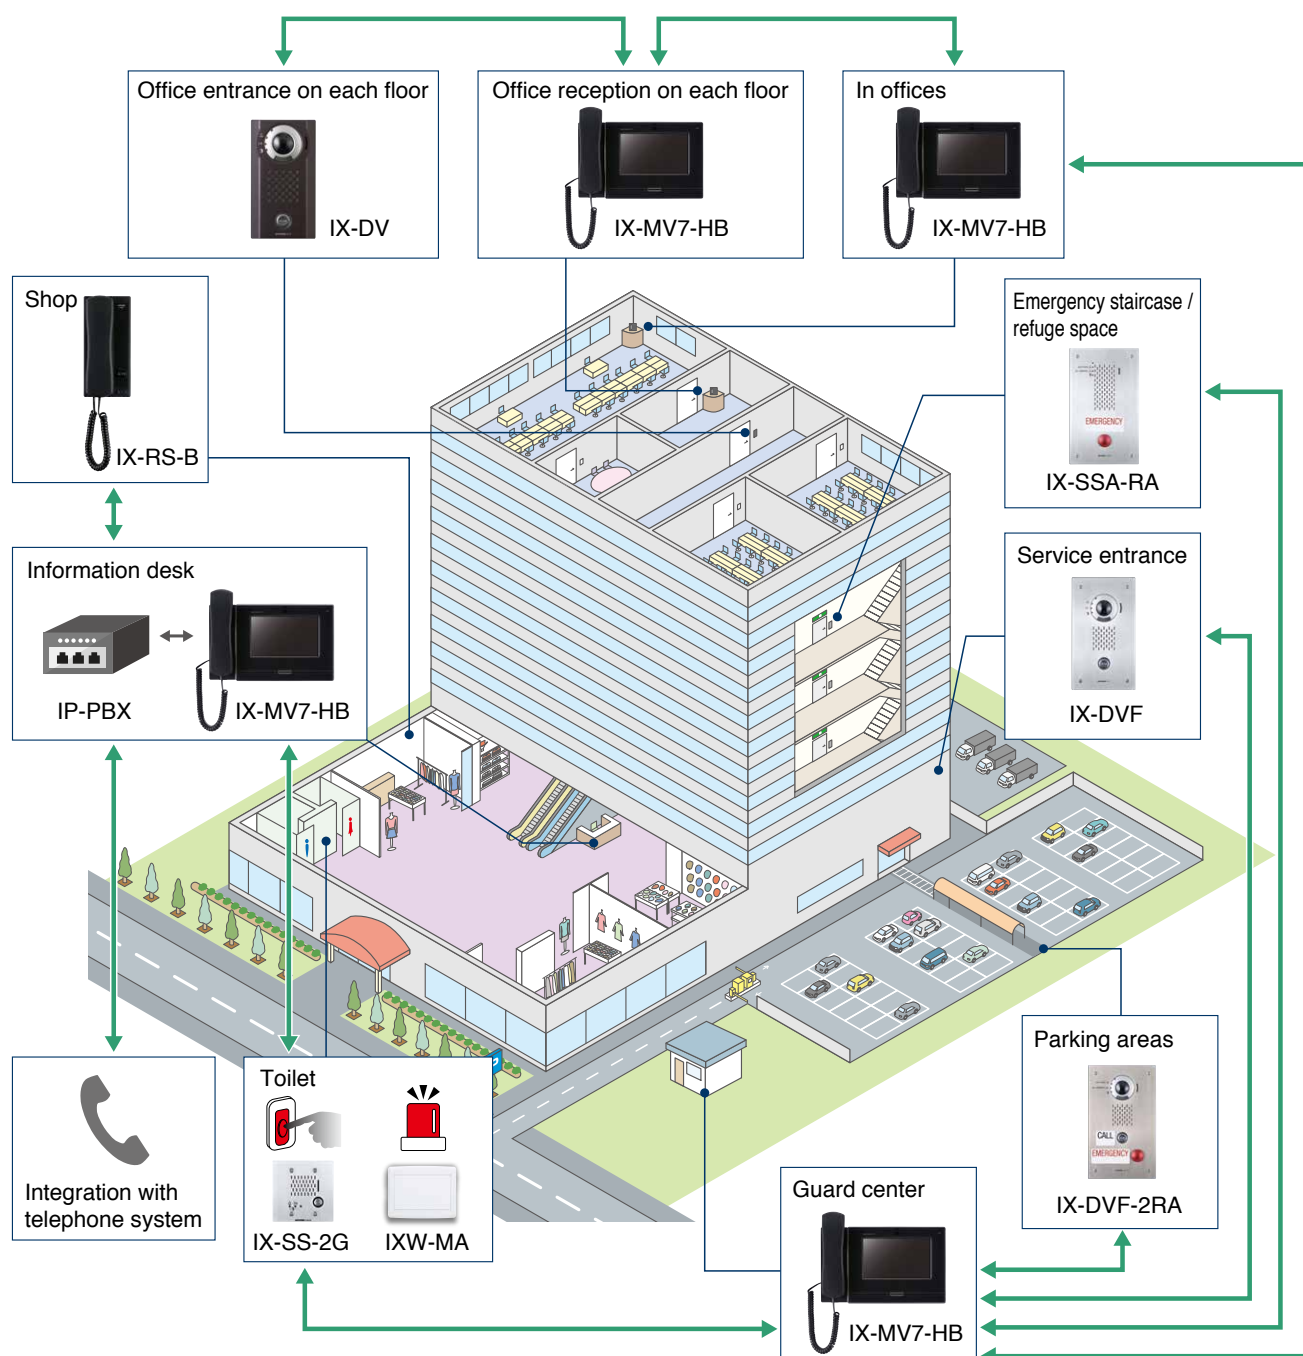 Office entrance on each floor
IX-DV
Office reception on each floor
IX-MV7-HB
In offices
IX-MV7-HB
Shop
IX-RS-B
Emergency staircase /
refuge space
EMERGENCY
IX-SSA-RA
Information desk
IP-PBX
IX-MV7-HB
Service entrance
IX-DVF
Integration with
telephone system
Toilet
IX-SS-2G
IXW-MA
Parking areas
CALL
EMERGENCY
IX-DVF-2RA
Guard center
IX-MV7-HB